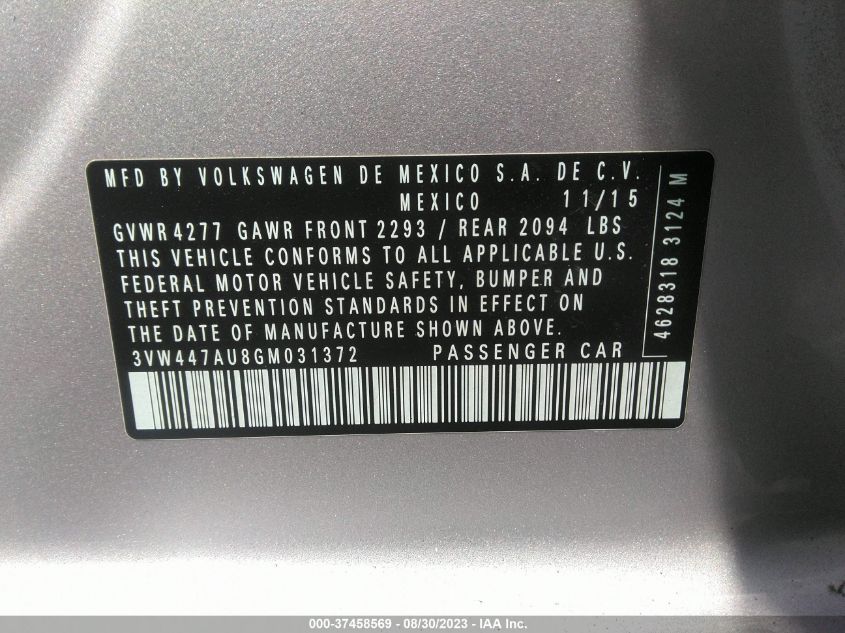 MFD BY VOLKSWAGEN DE MEXICO S.A. DE C.V.
MEXICO 11/15
GVWR 4277 GAWR FRONT 2293 / REAR 2094 LBS
THIS VEHICLE CONFORMS TO ALL APPLICABLE U.S.
FEDERAL MOTOR VEHICLE SAFETY, BUMPER AND
THEFT PREVENTION STANDARDS IN EFFECT ON
THE DATE OF MANUFACTURE SHOWN ABOVE.
3VW447AU8GM031372 PASSENGER CAR
4628318 3124 M
000-37458569 - 08/30/2023 - IAA Inc.